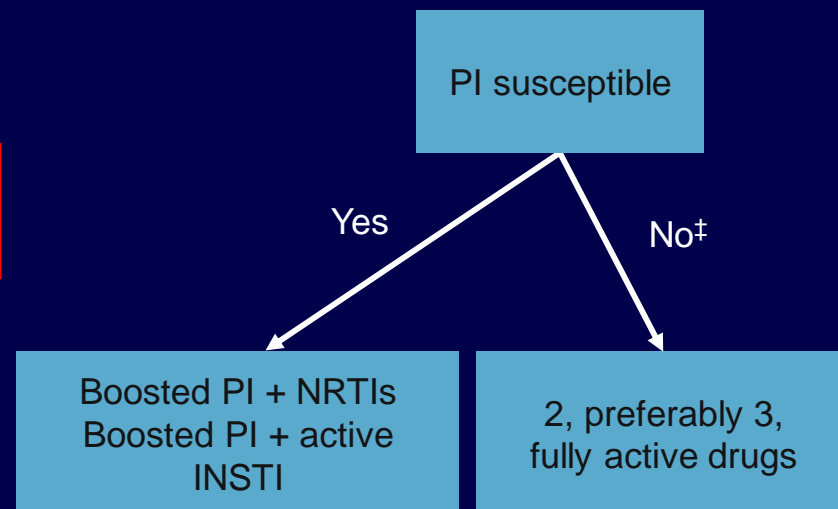 PI susceptible
Yes
No‡
Boosted PI + NRTIs
Boosted PI + active
INSTI
2, preferably 3,
fully active drugs